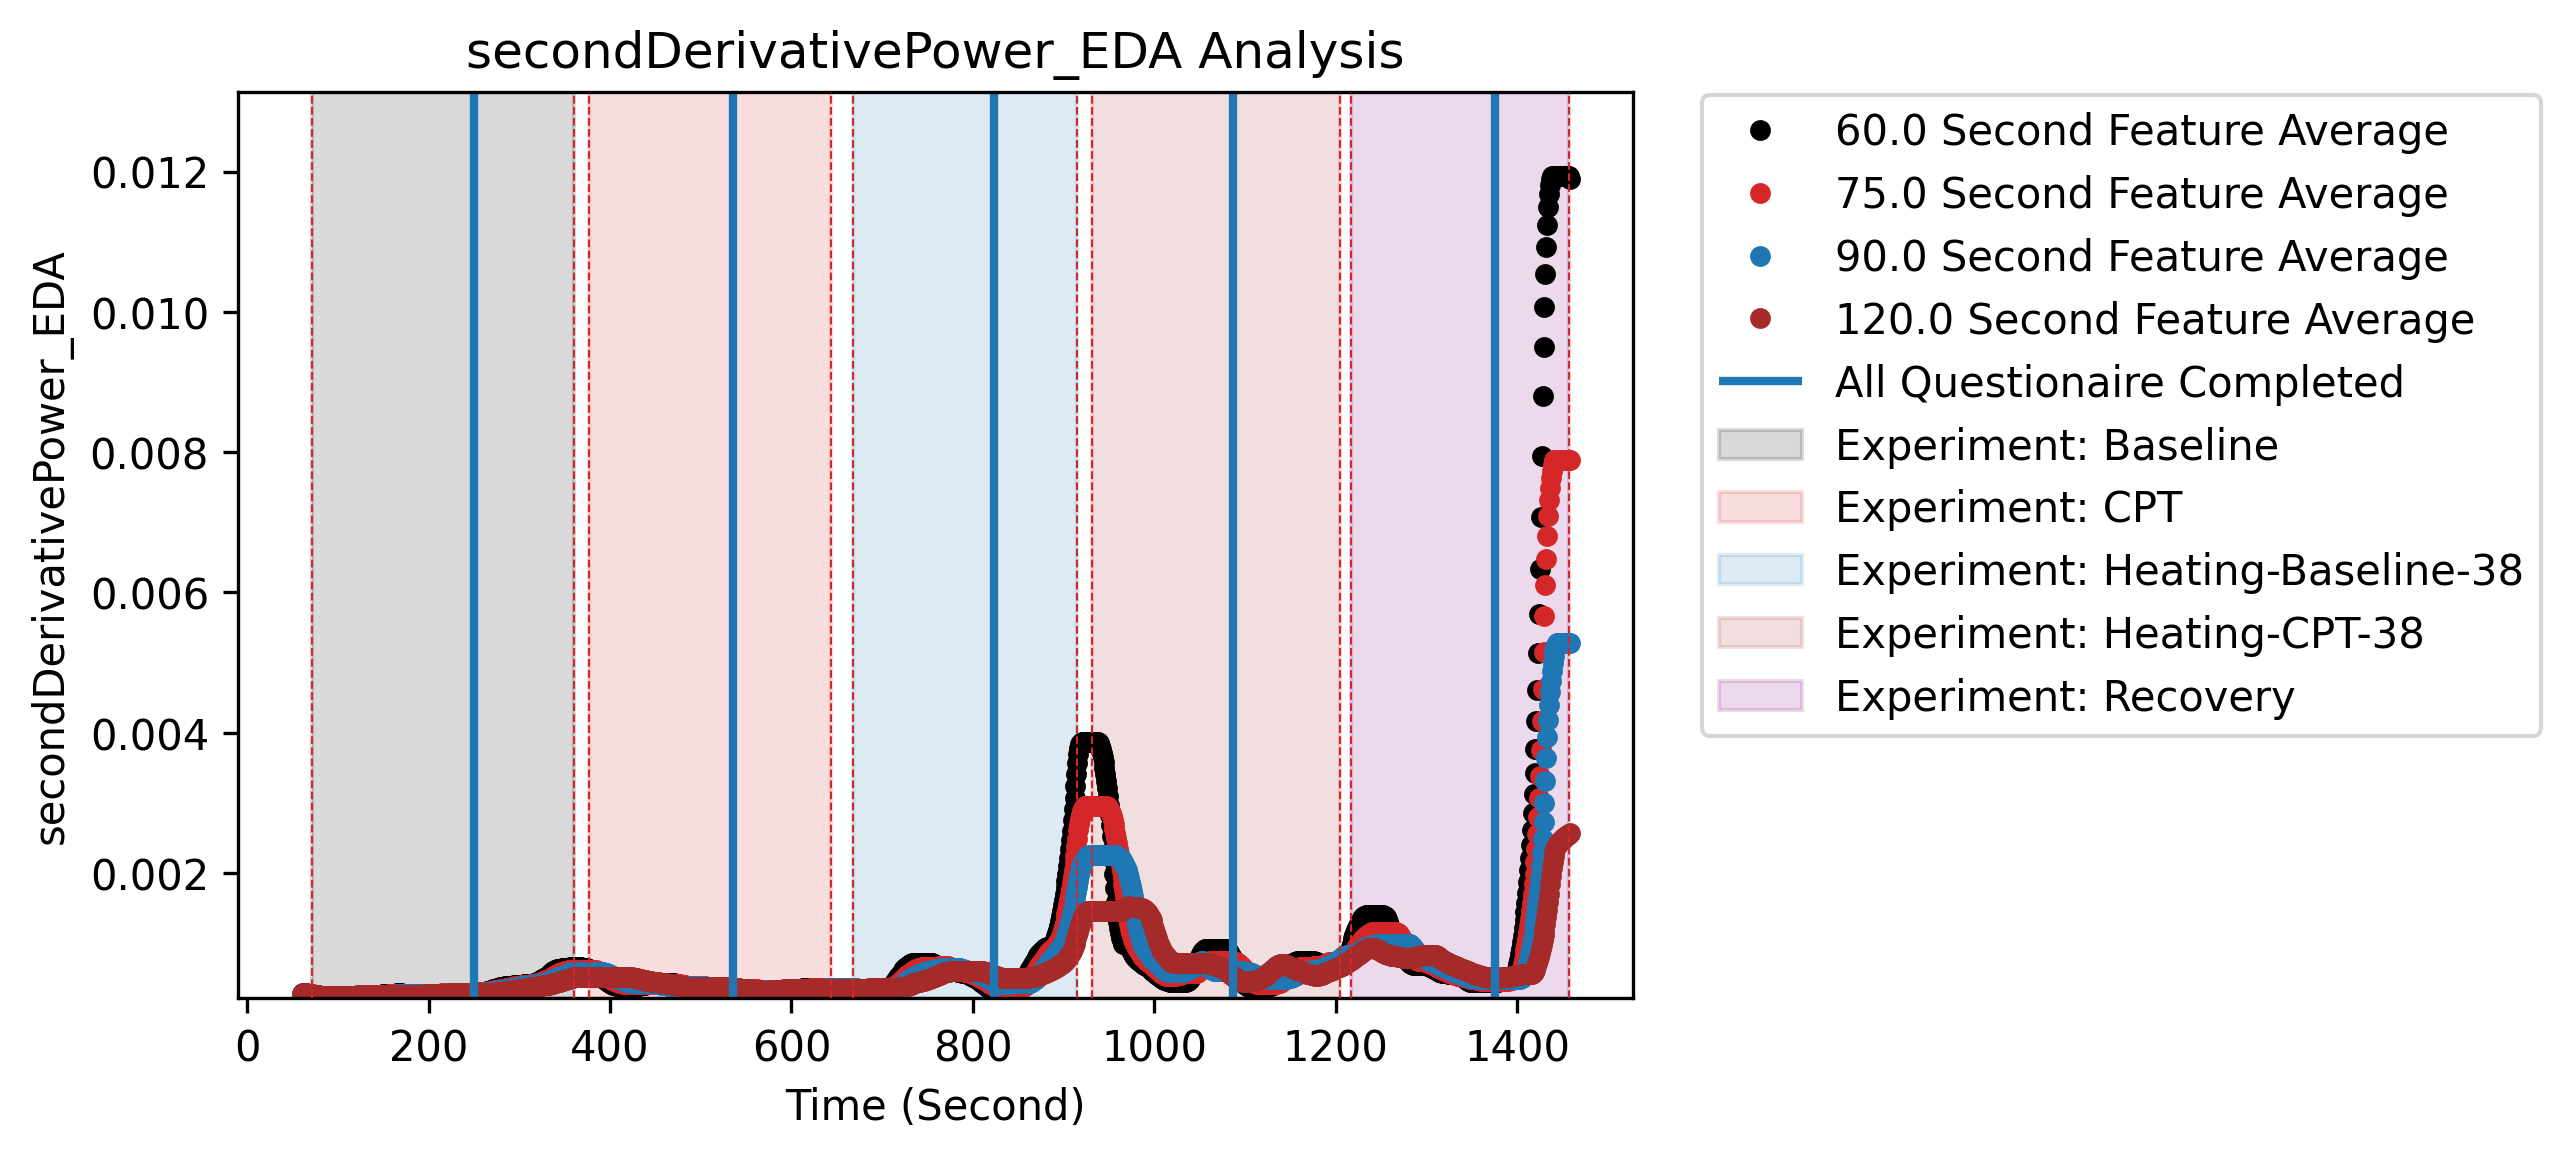 secondDerivativePower_EDA Analysis
secondDerivativePower_EDA
0.012
0.010
0.008
0.006
0.004
0.002
0 200 400 600 800 1000 1200 1400
Time (Second)
60.0 Second Feature Average
75.0 Second Feature Average
90.0 Second Feature Average
120.0 Second Feature Average
All Questionaire Completed
Experiment: Baseline
Experiment: CPT
Experiment: Heating-Baseline-38
Experiment: Heating-CPT-38
Experiment: Recovery